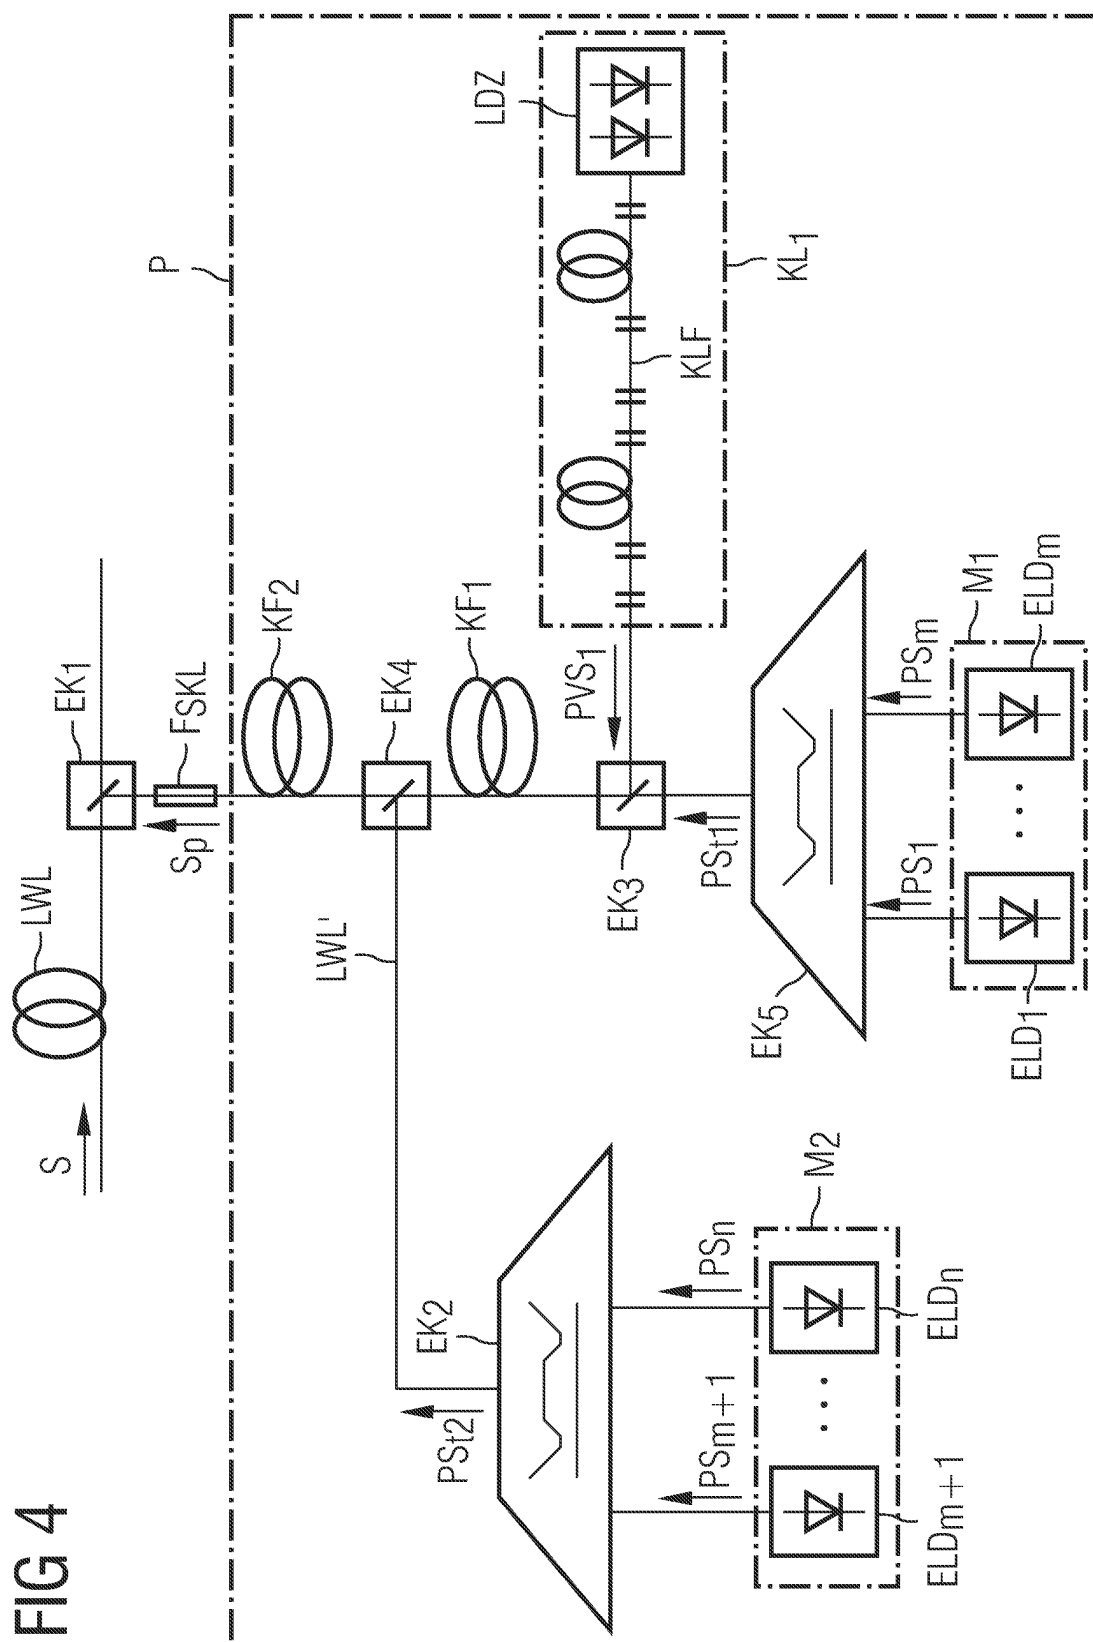 FIG 4
S
LWL
EK1
Sp
FSKL
P
KF2
LWL'
EK4
KF1
EK2
PSt2
EK3
PVS1
LDZ
KLF
KL1
PSt1
EK5
PSm+1
PSn
M2
ELDm+1
ELDn
PS1
PSm
M1
ELD1
ELDm